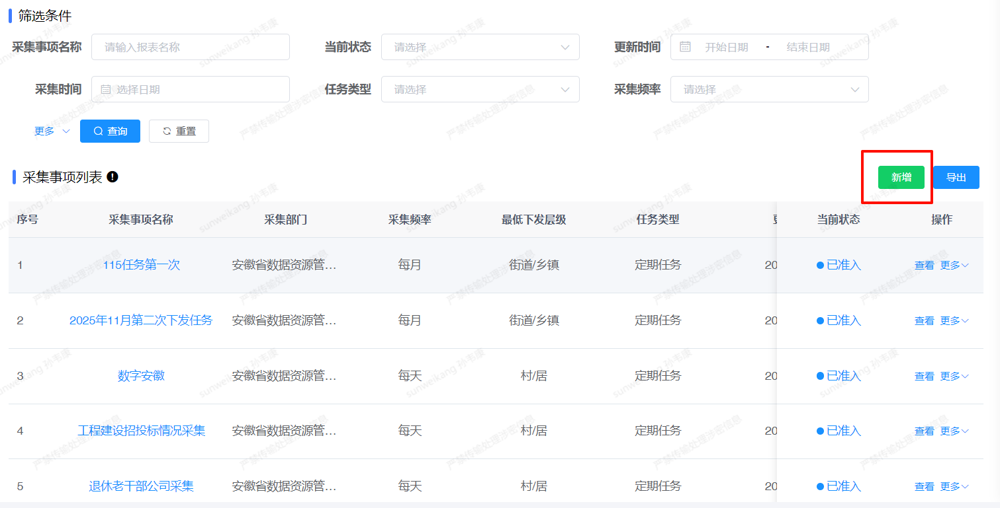 筛选条件
采集事项名称 请输入报表名称 当前状态 请选择 更新时间 开始日期 - 结束日期
采集时间 选择日期 任务类型 请选择 采集频率 请选择
更多 查询 重置
采集事项列表 新增 导出
序号 采集事项名称 采集部门 采集频率 最低下发层级 任务类型 当前状态 操作
1 115任务第一次 安徽省数据资源管... 每月 街道/乡镇 定期任务 20 已准入 查看 更多
2 2025年11月第二次下发任务 安徽省数据资源管... 每月 街道/乡镇 定期任务 20 已准入 查看 更多
3 数字安徽 安徽省数据资源管... 每天 村/居 定期任务 20 已准入 查看 更多
4 工程建设招投标情况采集 安徽省数据资源管... 每天 村/居 定期任务 20 已准入 查看 更多
5 退休老干部公司采集 安徽省数据资源管... 每天 村/居 定期任务 20 已准入 查看 更多
sunweikang 孙韦康
严禁传输处理涉密信息